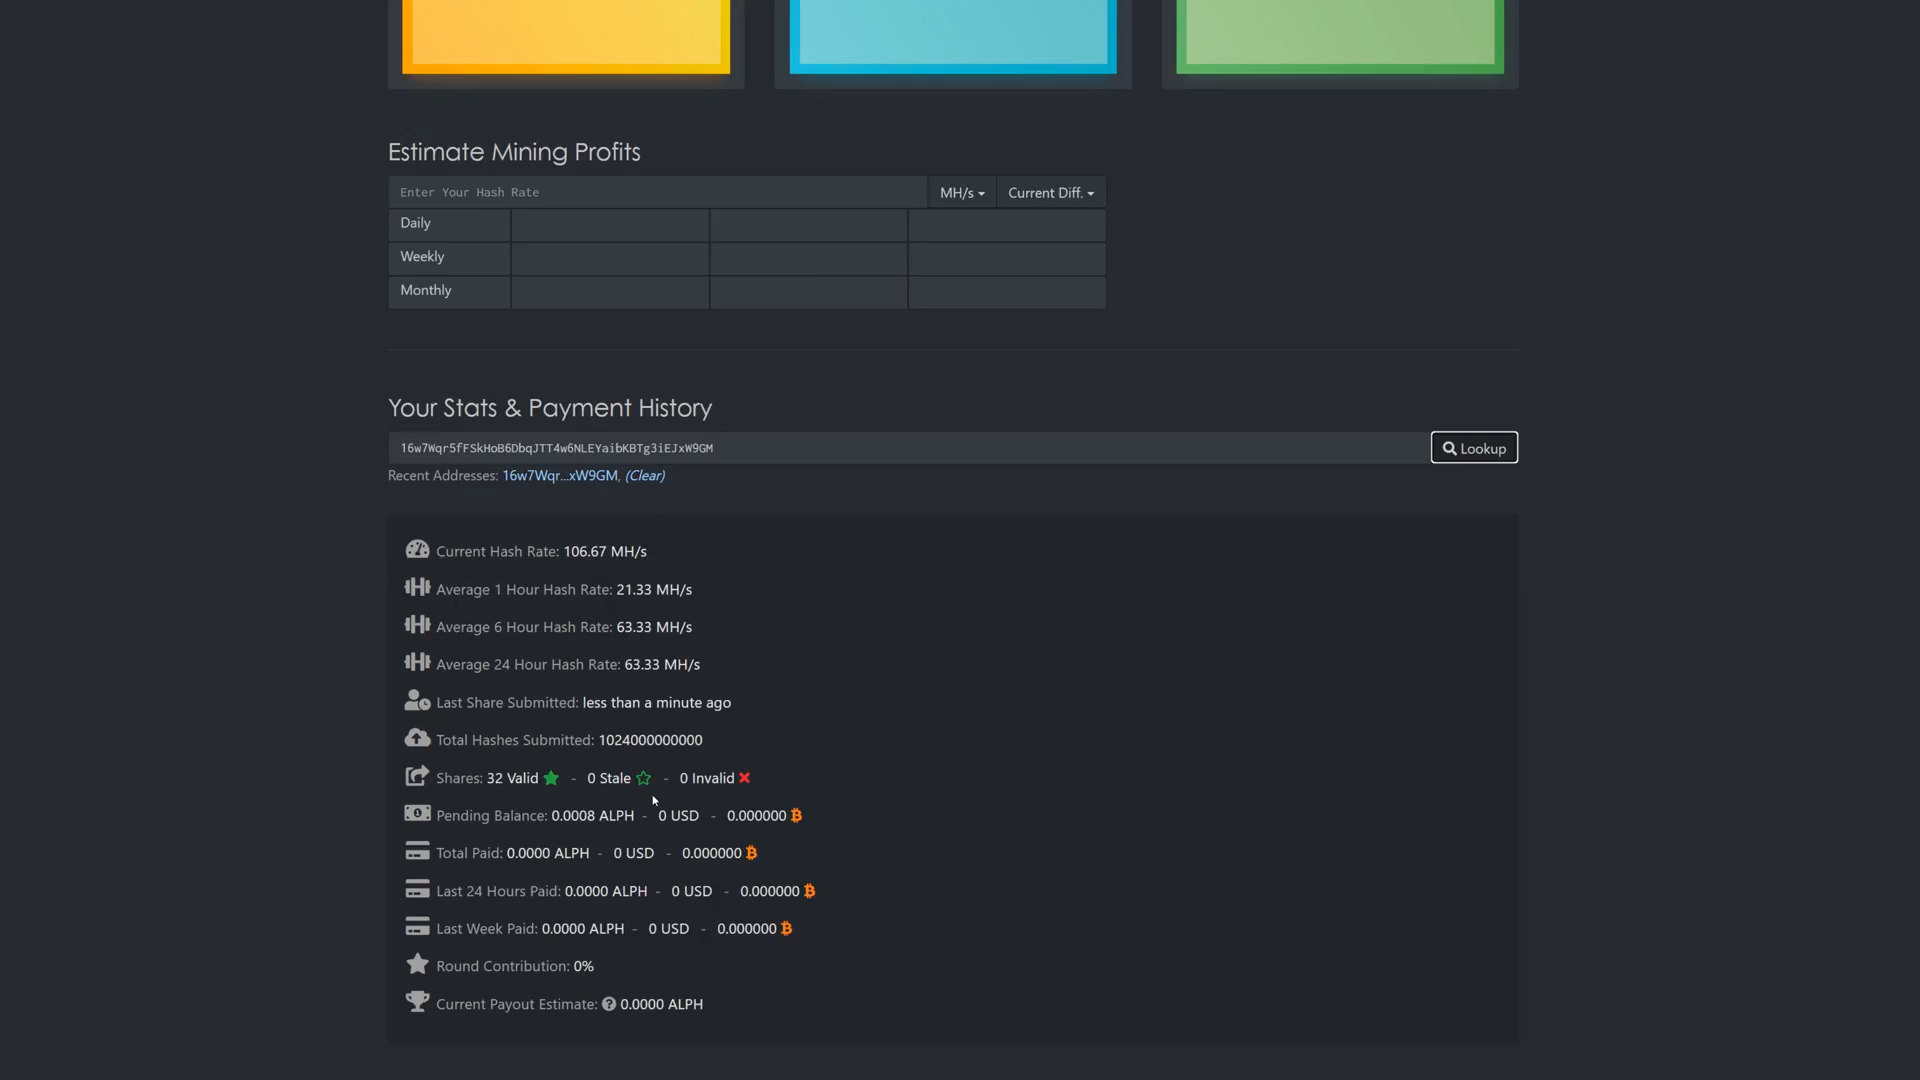 Estimate Mining Profits
Enter Your Hash Rate MH/s Current Diff.
Daily
Weekly
Monthly
Your Stats & Payment History
16w7Wqr5fFSkHoB6DbqJTT4w6NLEYaibKBTg3iEJxW9GM Lookup
Recent Addresses: 16w7Wqr...xW9GM, (Clear)
Current Hash Rate: 106.67 MH/s
Average 1 Hour Hash Rate: 21.33 MH/s
Average 6 Hour Hash Rate: 63.33 MH/s
Average 24 Hour Hash Rate: 63.33 MH/s
Last Share Submitted: less than a minute ago
Total Hashes Submitted: 1024000000000
Shares: 32 Valid - 0 Stale - 0 Invalid
Pending Balance: 0.0008 ALPH - 0 USD - 0.000000
Total Paid: 0.0000 ALPH - 0 USD - 0.000000
Last 24 Hours Paid: 0.0000 ALPH - 0 USD - 0.000000
Last Week Paid: 0.0000 ALPH - 0 USD - 0.000000
Round Contribution: 0%
Current Payout Estimate: 0.0000 ALPH